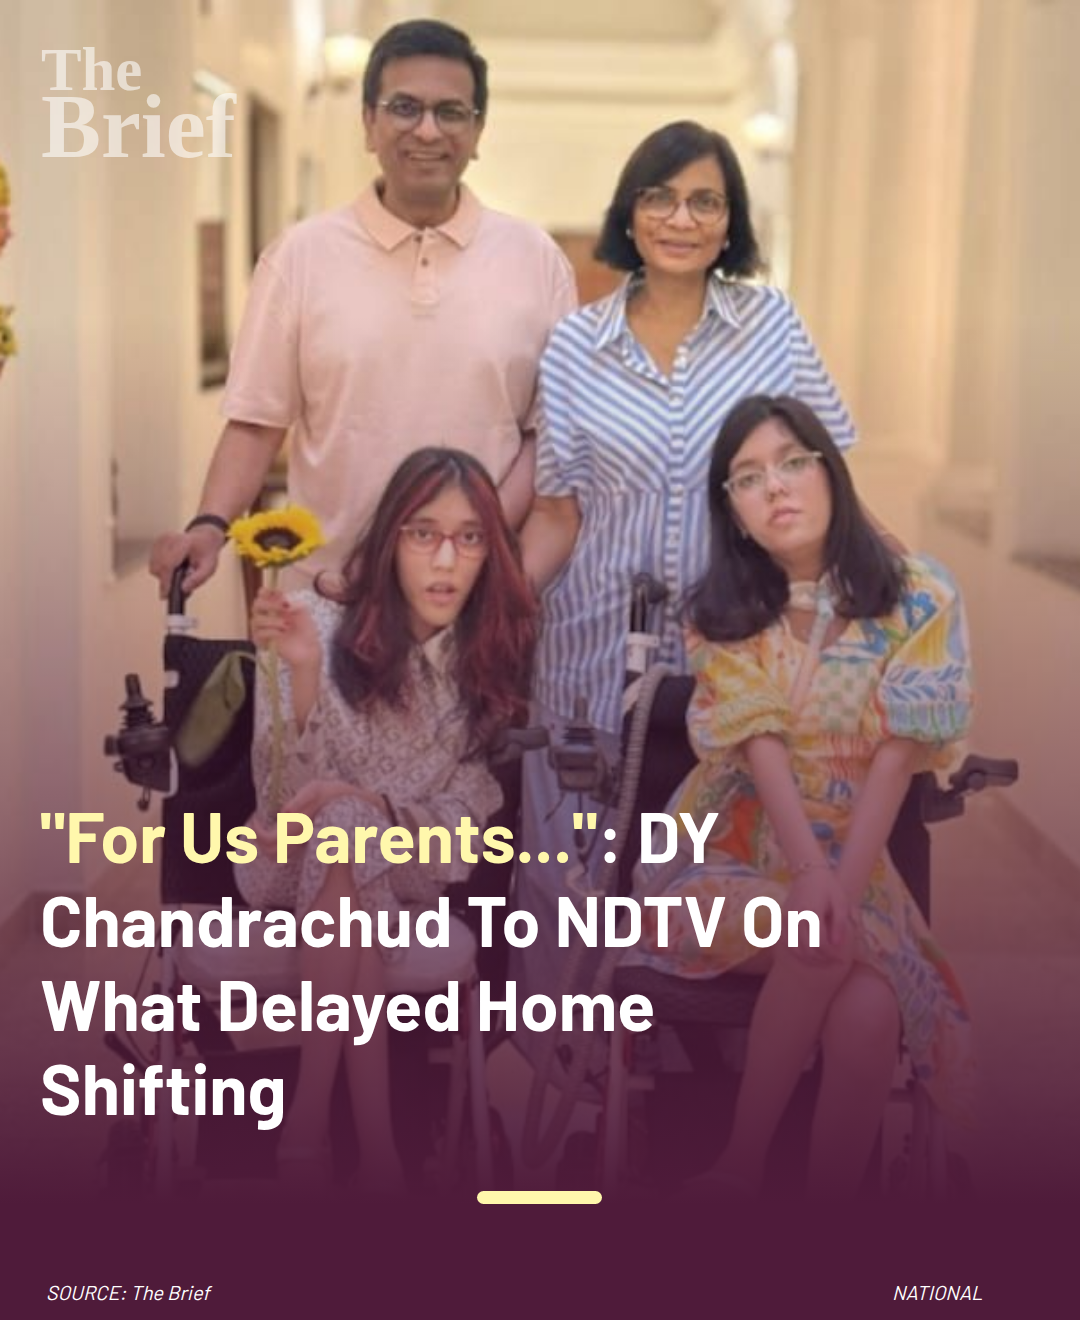 The
Brief
"For Us Parents...": DY
Chandrachud To NDTV On
What Delayed Home
Shifting
SOURCE: The Brief
NATIONAL